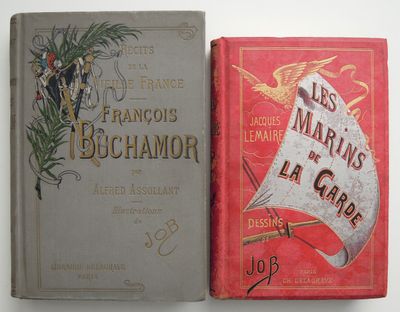 RÉCITS
DE LA
VIEILLE FRANCE
FRANÇOIS
BUCHAMOR
par
ALFRED ASSOLLANT
Illustrations
de
JOB
LIBRAIRIE DELAGRAVE
PARIS
LES
MARINS
DE
LA GARDE
JACQUES
LEMAIRE
DESSINS
DE
JOB
PARIS
CH. DELAGRAVE